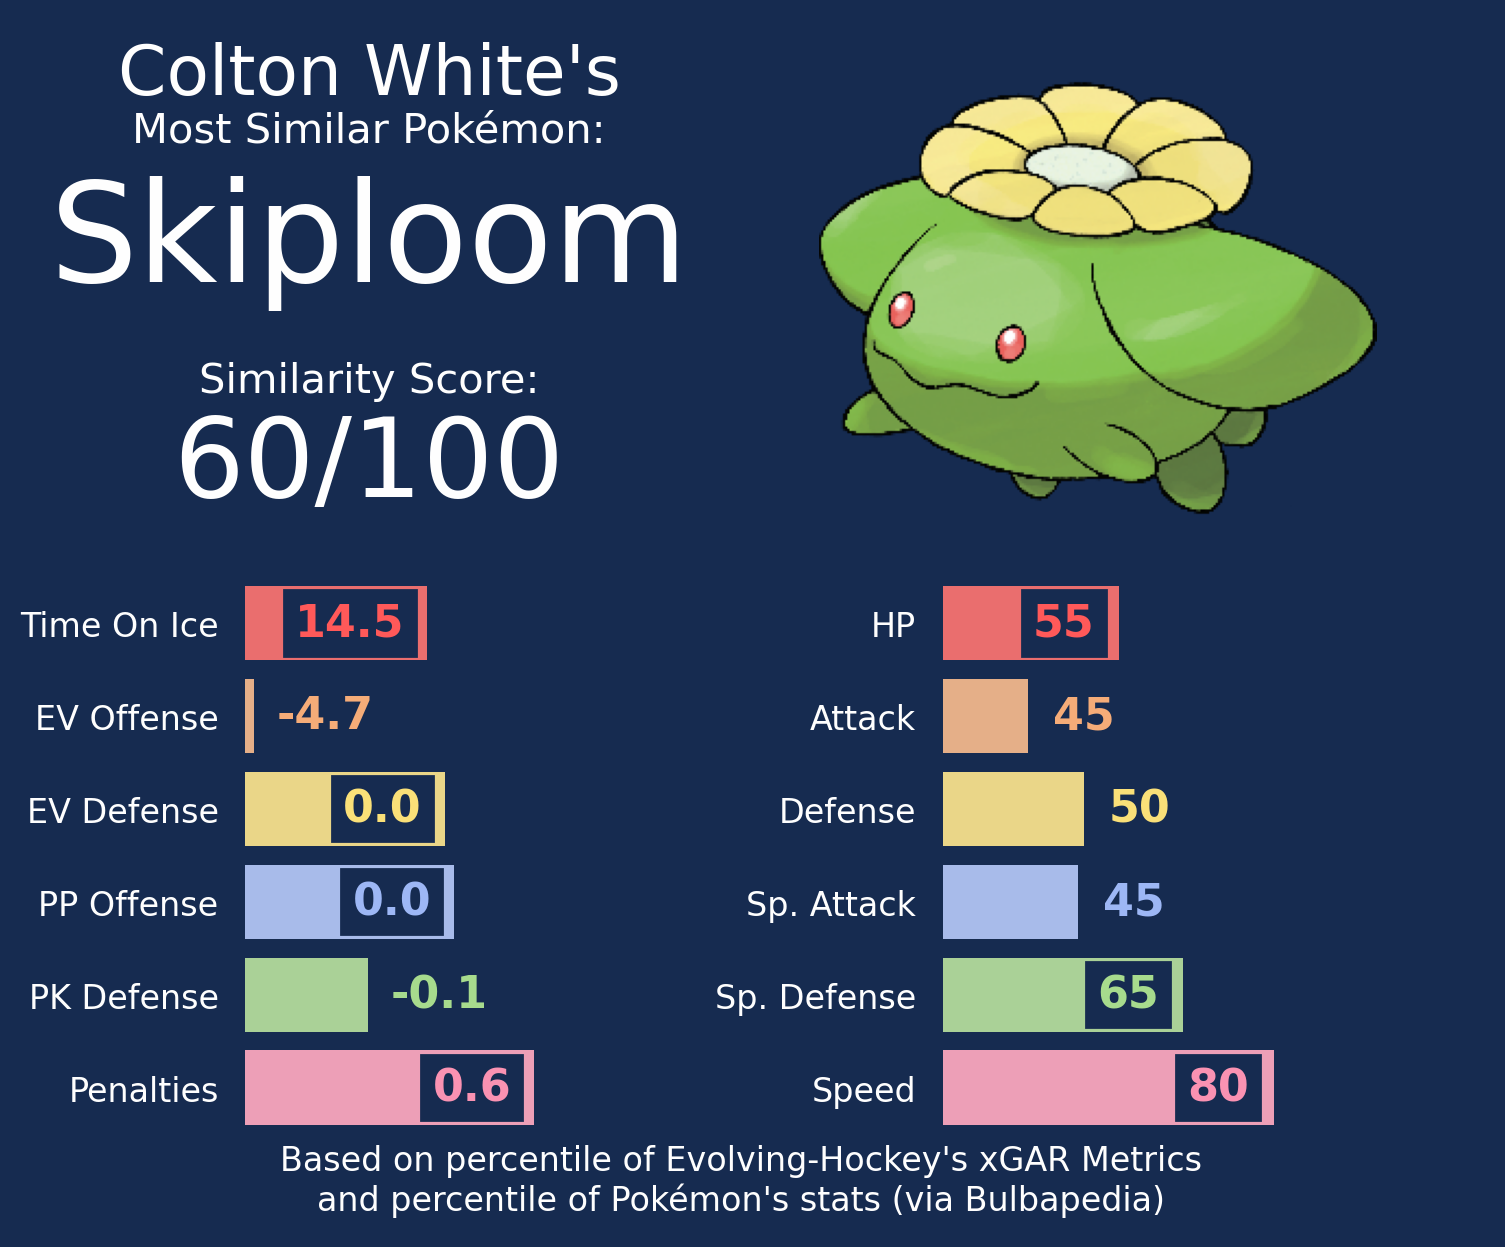 Colton White's
Most Similar Pokémon:
Skiploom
Similarity Score:
60/100
Time On Ice 14.5
EV Offense -4.7
EV Defense 0.0
PP Offense 0.0
PK Defense -0.1
Penalties 0.6
HP 55
Attack 45
Defense 50
Sp. Attack 45
Sp. Defense 65
Speed 80
Based on percentile of Evolving-Hockey's xGAR Metrics
and percentile of Pokémon's stats (via Bulbapedia)